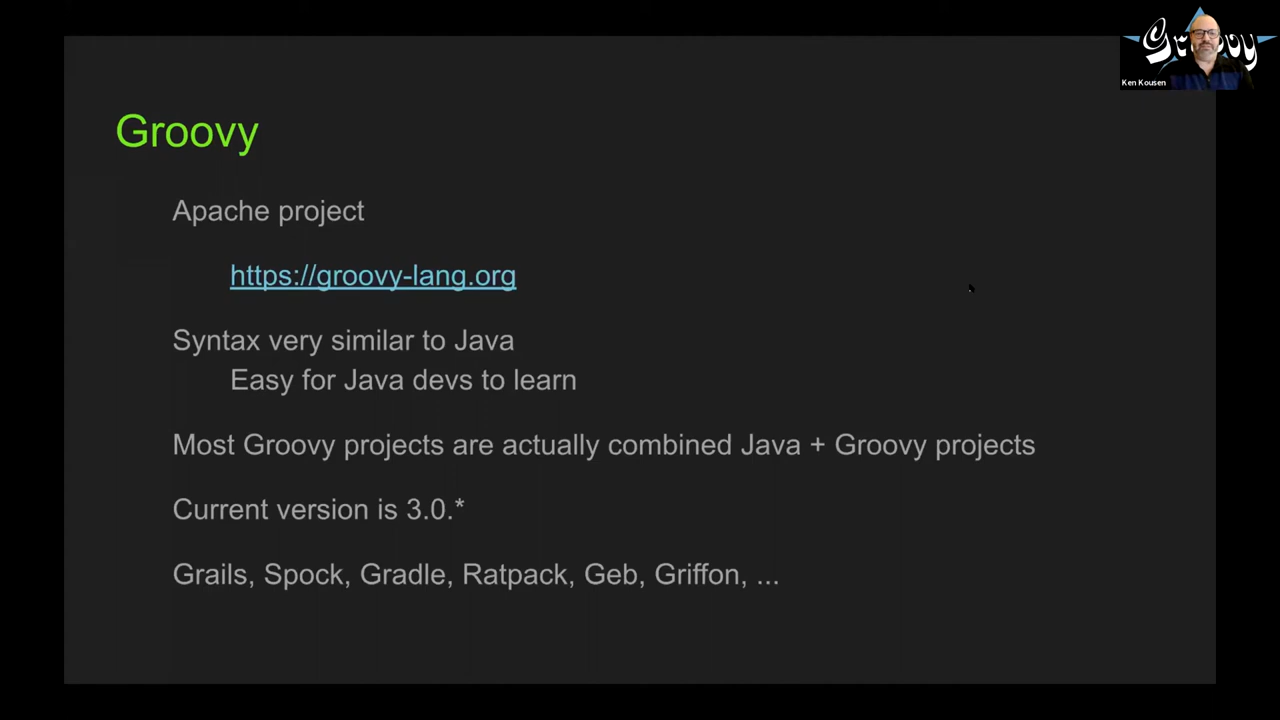 Groovy
Ken Kousen
Groovy
Apache project
https://groovy-lang.org
Syntax very similar to Java
Easy for Java devs to learn
Most Groovy projects are actually combined Java + Groovy projects
Current version is 3.0.*
Grails, Spock, Gradle, Ratpack, Geb, Griffon, ...